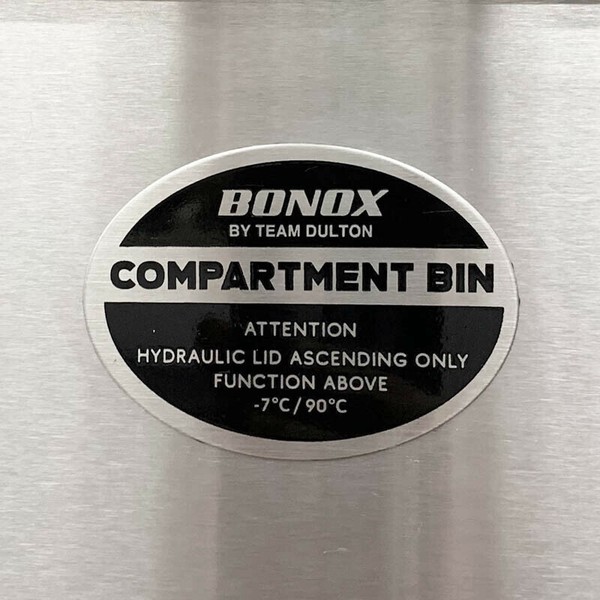 BONOX
BY TEAM DULTON
COMPARTMENT BIN
ATTENTION
HYDRAULIC LID ASCENDING ONLY
FUNCTION ABOVE
-7°C/90°C